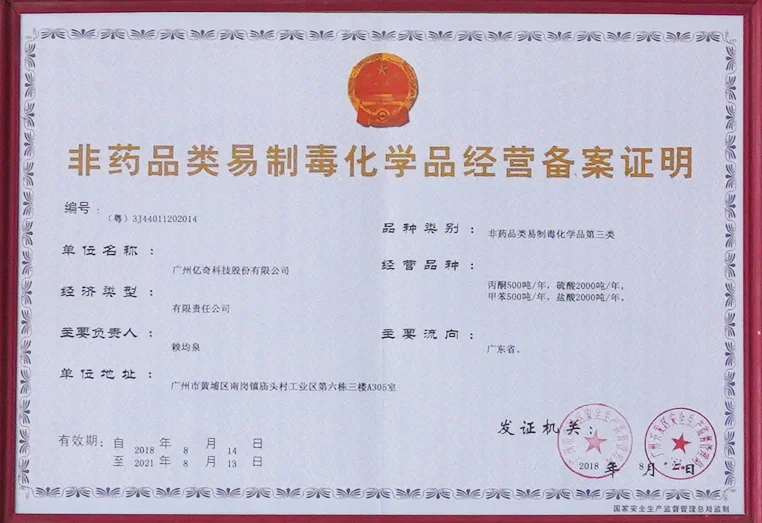 非药品类易制毒化学品经营备案证明
编号：（粤）3J44011202014
单位名称：广州亿奇科技股份有限公司
经济类型：有限责任公司
主要负责人：赖均泉
单位地址：广州市黄埔区南岗镇庙头村工业区第六栋三楼A305室
有效期：自 2018 年 8 月 14 日
至 2021 年 8 月 13 日
品种类别：非药品类易制毒化学品第三类
经营品种：丙酮500吨/年，硫酸2000吨/年，
甲苯500吨/年，盐酸2000吨/年。
主要流向：广东省、
发证机关：
2018 年 8 月 日
国家安全生产监督管理总局监制